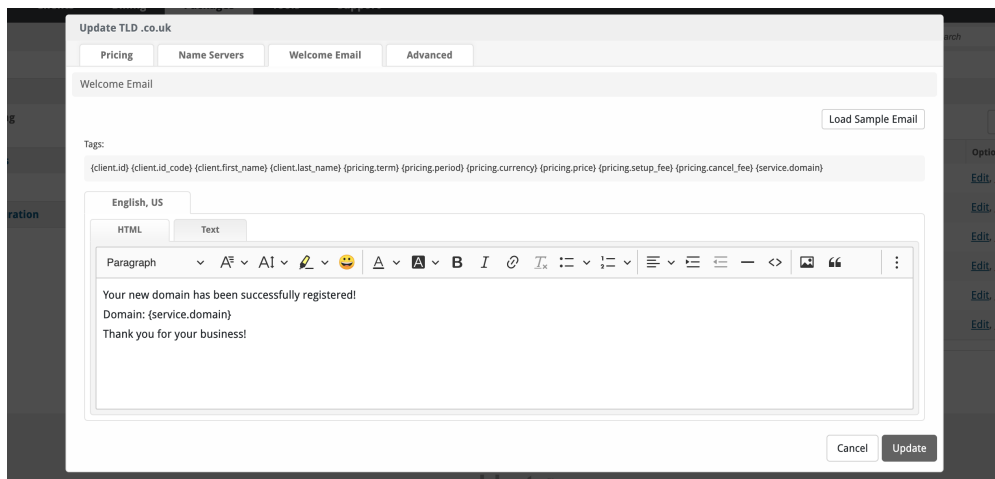 Update TLD .co.uk
arch
Pricing Name Servers Welcome Email Advanced
Welcome Email
Load Sample Email
Tags:
{client.id} {client.id_code} {client.first_name} {client.last_name} {pricing.term} {pricing.period} {pricing.currency} {pricing.price} {pricing.setup_fee} {pricing.cancel_fee} {service.domain}
Optio
Edit,
English, US
Edit,
ration
HTML Text
Edit,
Paragraph
Edit,
Your new domain has been successfully registered!
Edit,
Domain: {service.domain}
Edit,
Thank you for your business!
Cancel Update